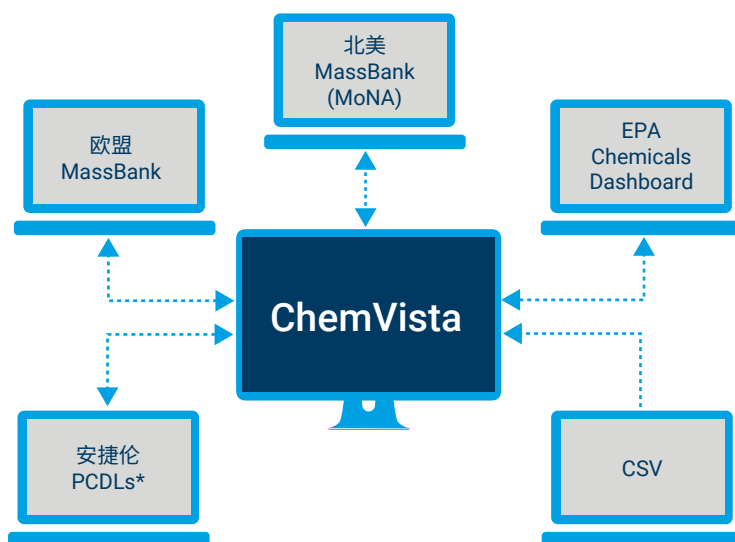 北美
MassBank
(MoNA)
欧盟
MassBank
EPA
Chemicals
Dashboard
ChemVista
安捷伦
PCDLs*
CSV